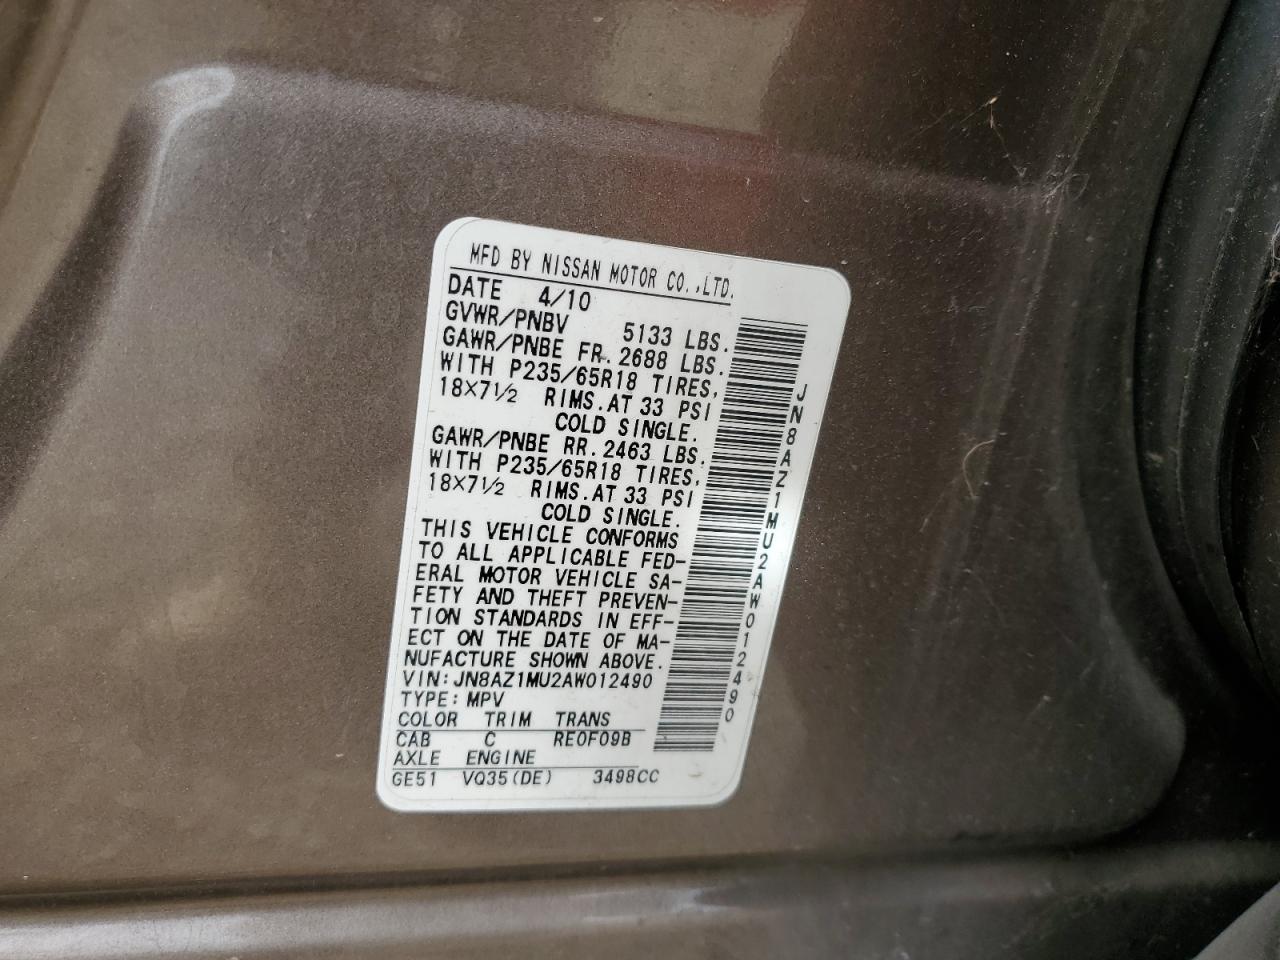 MFD BY NISSAN MOTOR CO.,LTD.
DATE 4/10
GVWR/PNBV 5133 LBS.
GAWR/PNBE FR. 2688 LBS.
WITH P235/65R18 TIRES,
18×7½ RIMS.AT 33 PSI
COLD SINGLE.
GAWR/PNBE RR. 2463 LBS.
WITH P235/65R18 TIRES,
18×7½ RIMS.AT 33 PSI
COLD SINGLE.
THIS VEHICLE CONFORMS
TO ALL APPLICABLE FED-
ERAL MOTOR VEHICLE SA-
FETY AND THEFT PREVEN-
TION STANDARDS IN EFF-
ECT ON THE DATE OF MA-
NUFACTURE SHOWN ABOVE.
VIN:JN8AZ1MU2AW012490
TYPE:MPV
COLOR TRIM TRANS
CAB C RE0F09B
AXLE ENGINE
GE51 VQ35(DE) 3498CC
JN8AZ1MU2AW012490